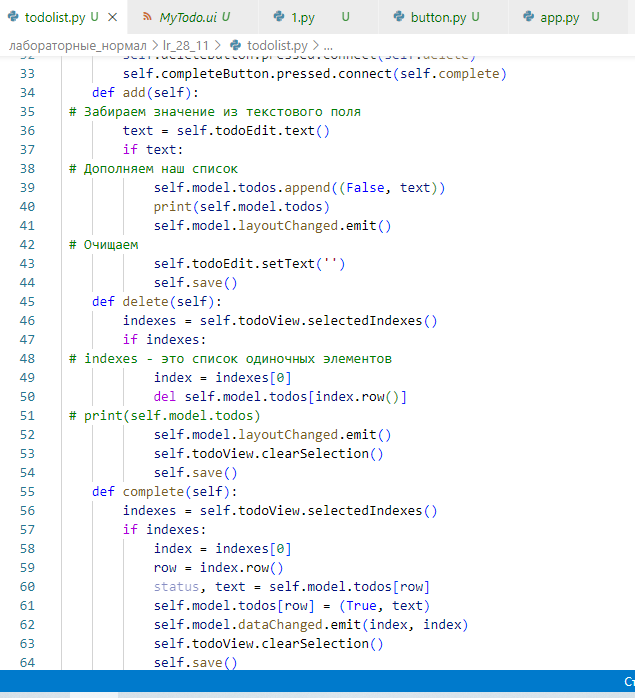 todolist.py U
MyTodo.ui U
1.py U
button.py U
app.py U
лабораторные_нормал > lr_28_11 > todolist.py > ...
32 self.deleteButton.pressed.connect(self.delete)
33 self.completeButton.pressed.connect(self.complete)
34 def add(self):
35 # Забираем значение из текстового поля
36 text = self.todoEdit.text()
37 if text:
38 # Дополняем наш список
39 self.model.todos.append((False, text))
40 print(self.model.todos)
41 self.model.layoutChanged.emit()
42 # Очищаем
43 self.todoEdit.setText('')
44 self.save()
45 def delete(self):
46 indexes = self.todoView.selectedIndexes()
47 if indexes:
48 # indexes - это список одиночных элементов
49 index = indexes[0]
50 del self.model.todos[index.row()]
51 # print(self.model.todos)
52 self.model.layoutChanged.emit()
53 self.todoView.clearSelection()
54 self.save()
55 def complete(self):
56 indexes = self.todoView.selectedIndexes()
57 if indexes:
58 index = indexes[0]
59 row = index.row()
60 status, text = self.model.todos[row]
61 self.model.todos[row] = (True, text)
62 self.model.dataChanged.emit(index, index)
63 self.todoView.clearSelection()
64 self.save()